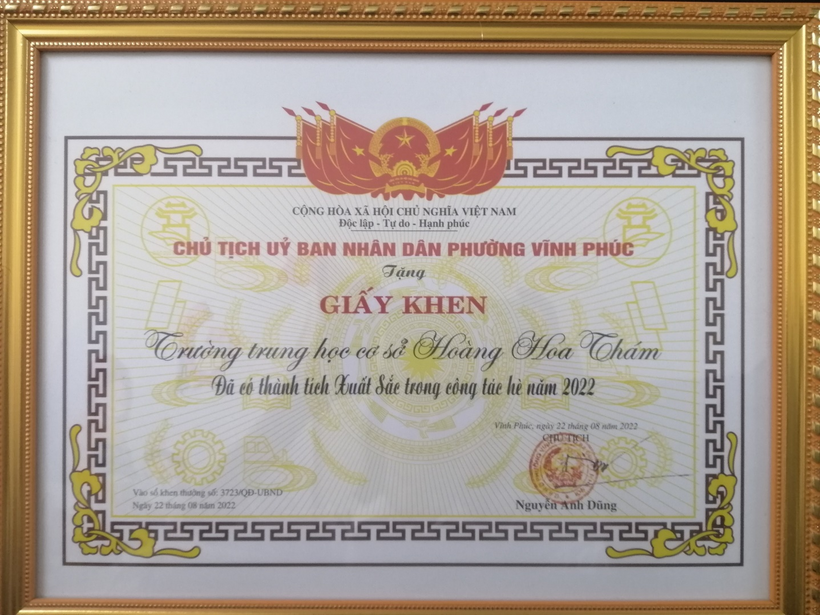 CỘNG HÒA XÃ HỘI CHỦ NGHĨA VIỆT NAM
Độc lập - Tự do - Hạnh phúc
CHỦ TỊCH UỶ BAN NHÂN DÂN PHƯỜNG VĨNH PHÚC
Tặng
GIẤY KHEN
Trường trung học cơ sở Hoàng Hoa Thám
Đã có thành tích Xuất Sắc trong công tác hè năm 2022
Vĩnh Phúc, ngày 22 tháng 08 năm 2022
CHỦ TỊCH
Vào sổ khen thưởng số: 3723/QĐ-UBND
Ngày 22 tháng 08 năm 2022
Nguyễn Anh Dũng